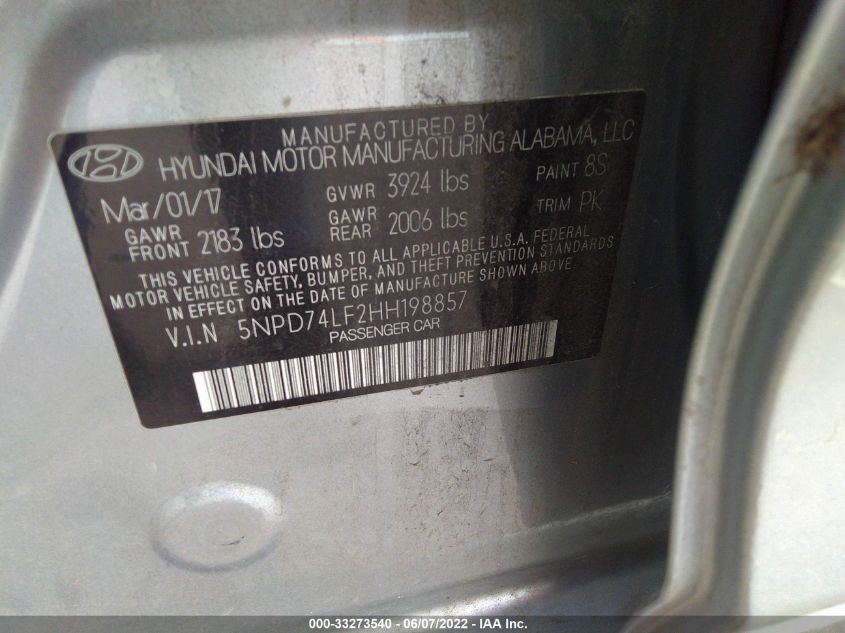 MANUFACTURED BY
HYUNDAI MOTOR MANUFACTURING ALABAMA, LLC
Mar/01/17 GVWR 3924 lbs PAINT 8S
GAWR FRONT 2183 lbs GAWR REAR 2006 lbs TRIM PK
THIS VEHICLE CONFORMS TO ALL APPLICABLE U.S.A. FEDERAL
MOTOR VEHICLE SAFETY, BUMPER, AND THEFT PREVENTION STANDARDS
IN EFFECT ON THE DATE OF MANUFACTURE SHOWN ABOVE
V.I.N 5NPD74LF2HH198857
PASSENGER CAR
000-33273540 - 06/07/2022 - IAA Inc.